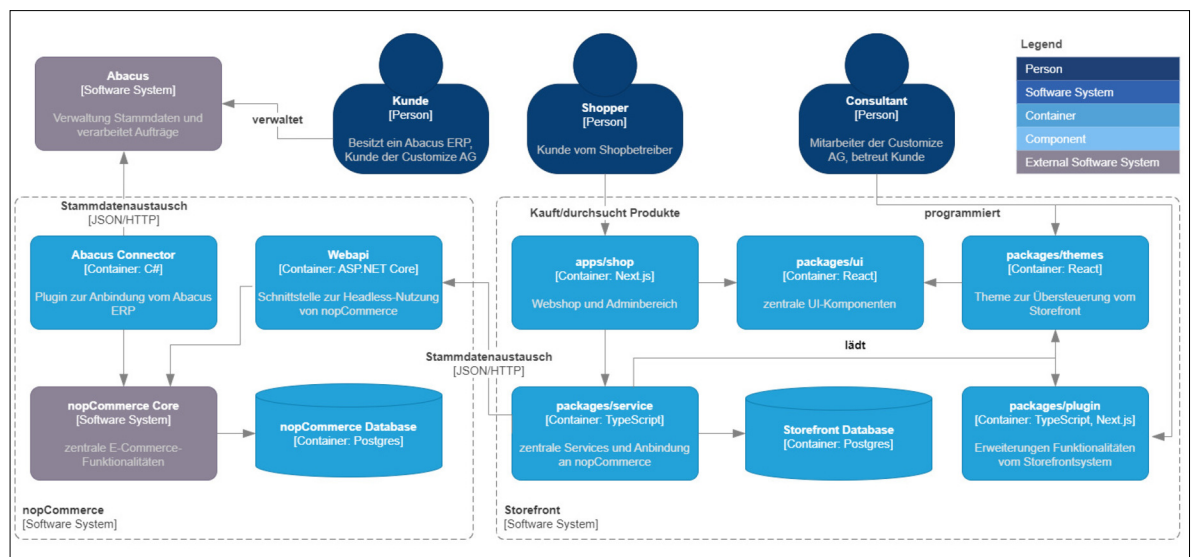 Abacus
[Software System]
Verwaltung Stammdaten und
verarbeitet Aufträge
verwaltet
Kunde
[Person]
Besitzt ein Abacus ERP,
Kunde der Customize AG
Shopper
[Person]
Kunde vom Shopbetreiber
Consultant
[Person]
Mitarbeiter der Customize
AG, betreut Kunde
Legend
Person
Software System
Container
Component
External Software System
Stammdatenaustausch
[JSON/HTTP]
Kauft/durchsucht Produkte
programmiert
Abacus Connector
[Container: C#]
Plugin zur Anbindung vom Abacus
ERP
Webapi
[Container: ASP.NET Core]
Schnittstelle zur Headless-Nutzung
von nopCommerce
apps/shop
[Container: Next.js]
Webshop und Adminbereich
packages/ui
[Container: React]
zentrale UI-Komponenten
packages/themes
[Container: React]
Theme zur Übersteuerung vom
Storefront
Stammdatenaustausch
[JSON/HTTP]
lädt
nopCommerce Core
[Software System]
zentrale E-Commerce-
Funktionalitäten
nopCommerce Database
[Container: Postgres]
packages/service
[Container: TypeScript]
zentrale Services und Anbindung
an nopCommerce
Storefront Database
[Container: Postgres]
packages/plugin
[Container: TypeScript, Next.js]
Erweiterungen Funktionalitäten
vom Storefrontsystem
nopCommerce
[Software System]
Storefront
[Software System]